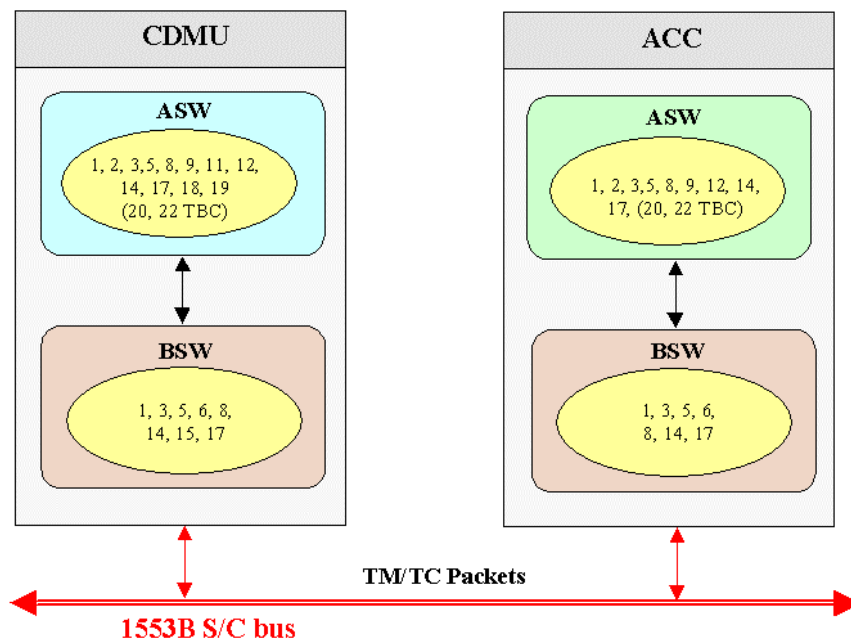 CDMU
ASW
1, 2, 3,5, 8, 9, 11, 12,
14, 17, 18, 19
(20, 22 TBC)
BSW
1, 3, 5, 6, 8,
14, 15, 17
ACC
ASW
1, 2, 3,5, 8, 9, 12, 14,
17, (20, 22 TBC)
BSW
1, 3, 5, 6,
8, 14, 17
TM/TC Packets
1553B S/C bus